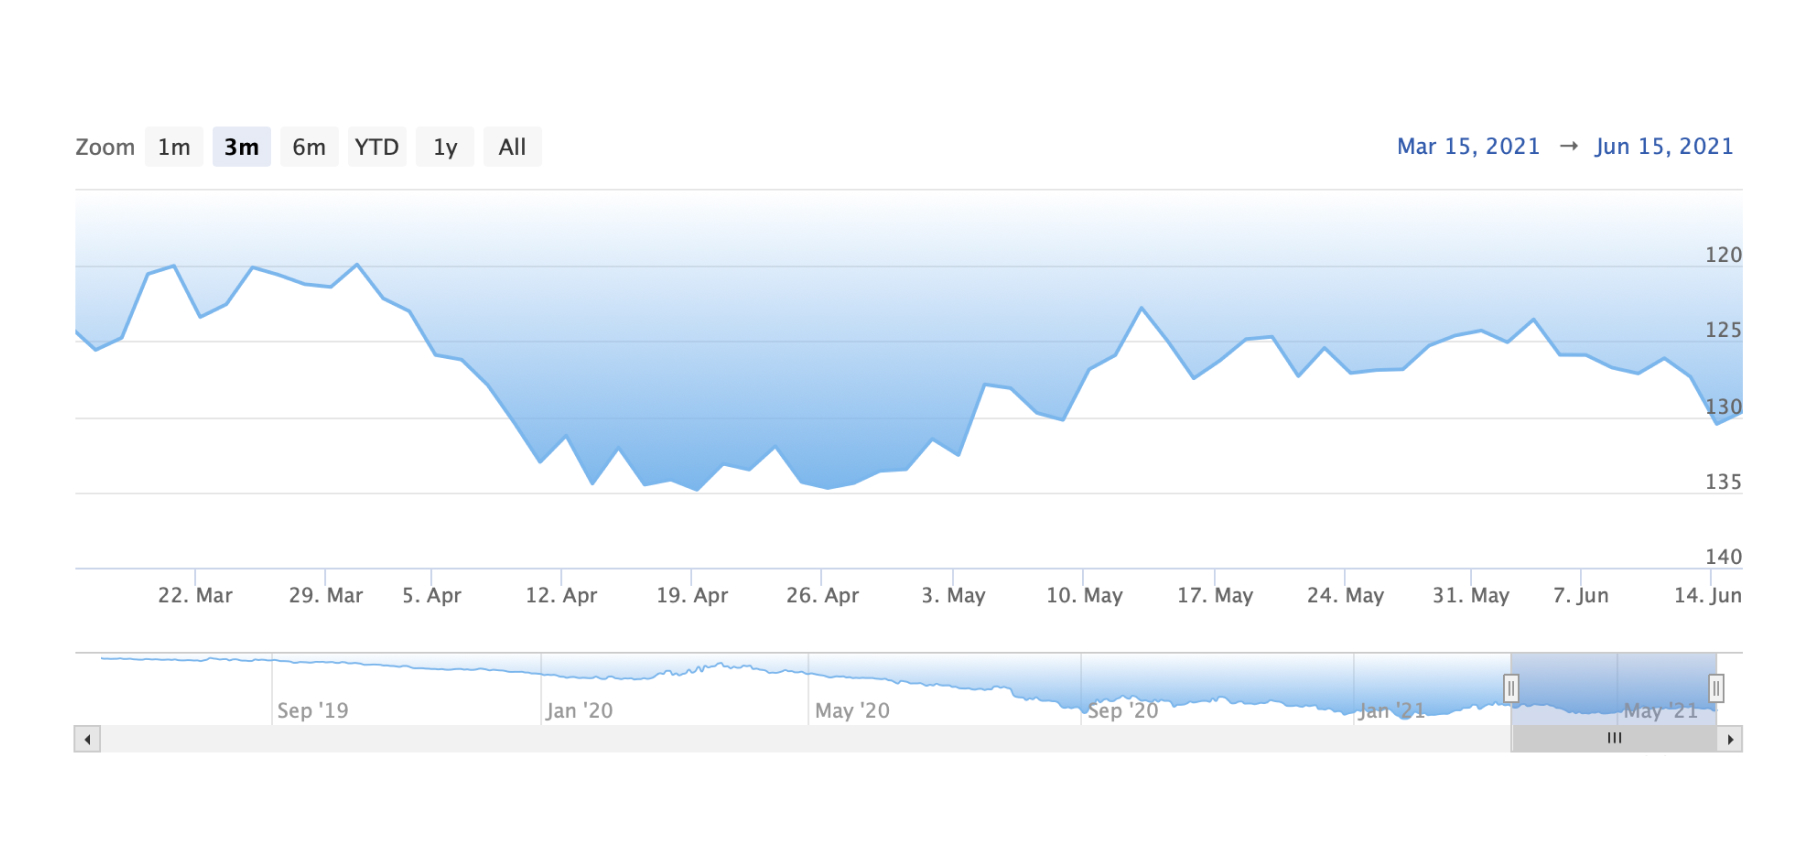 Zoom 1m 3m 6m YTD 1y All Mar 15, 2021 → Jun 15, 2021
120
125
130
135
140
22. Mar 29. Mar 5. Apr 12. Apr 19. Apr 26. Apr 3. May 10. May 17. May 24. May 31. May 7. Jun 14. Jun
Sep '19 Jan '20 May '20 Sep '20 Jan '21 May '21